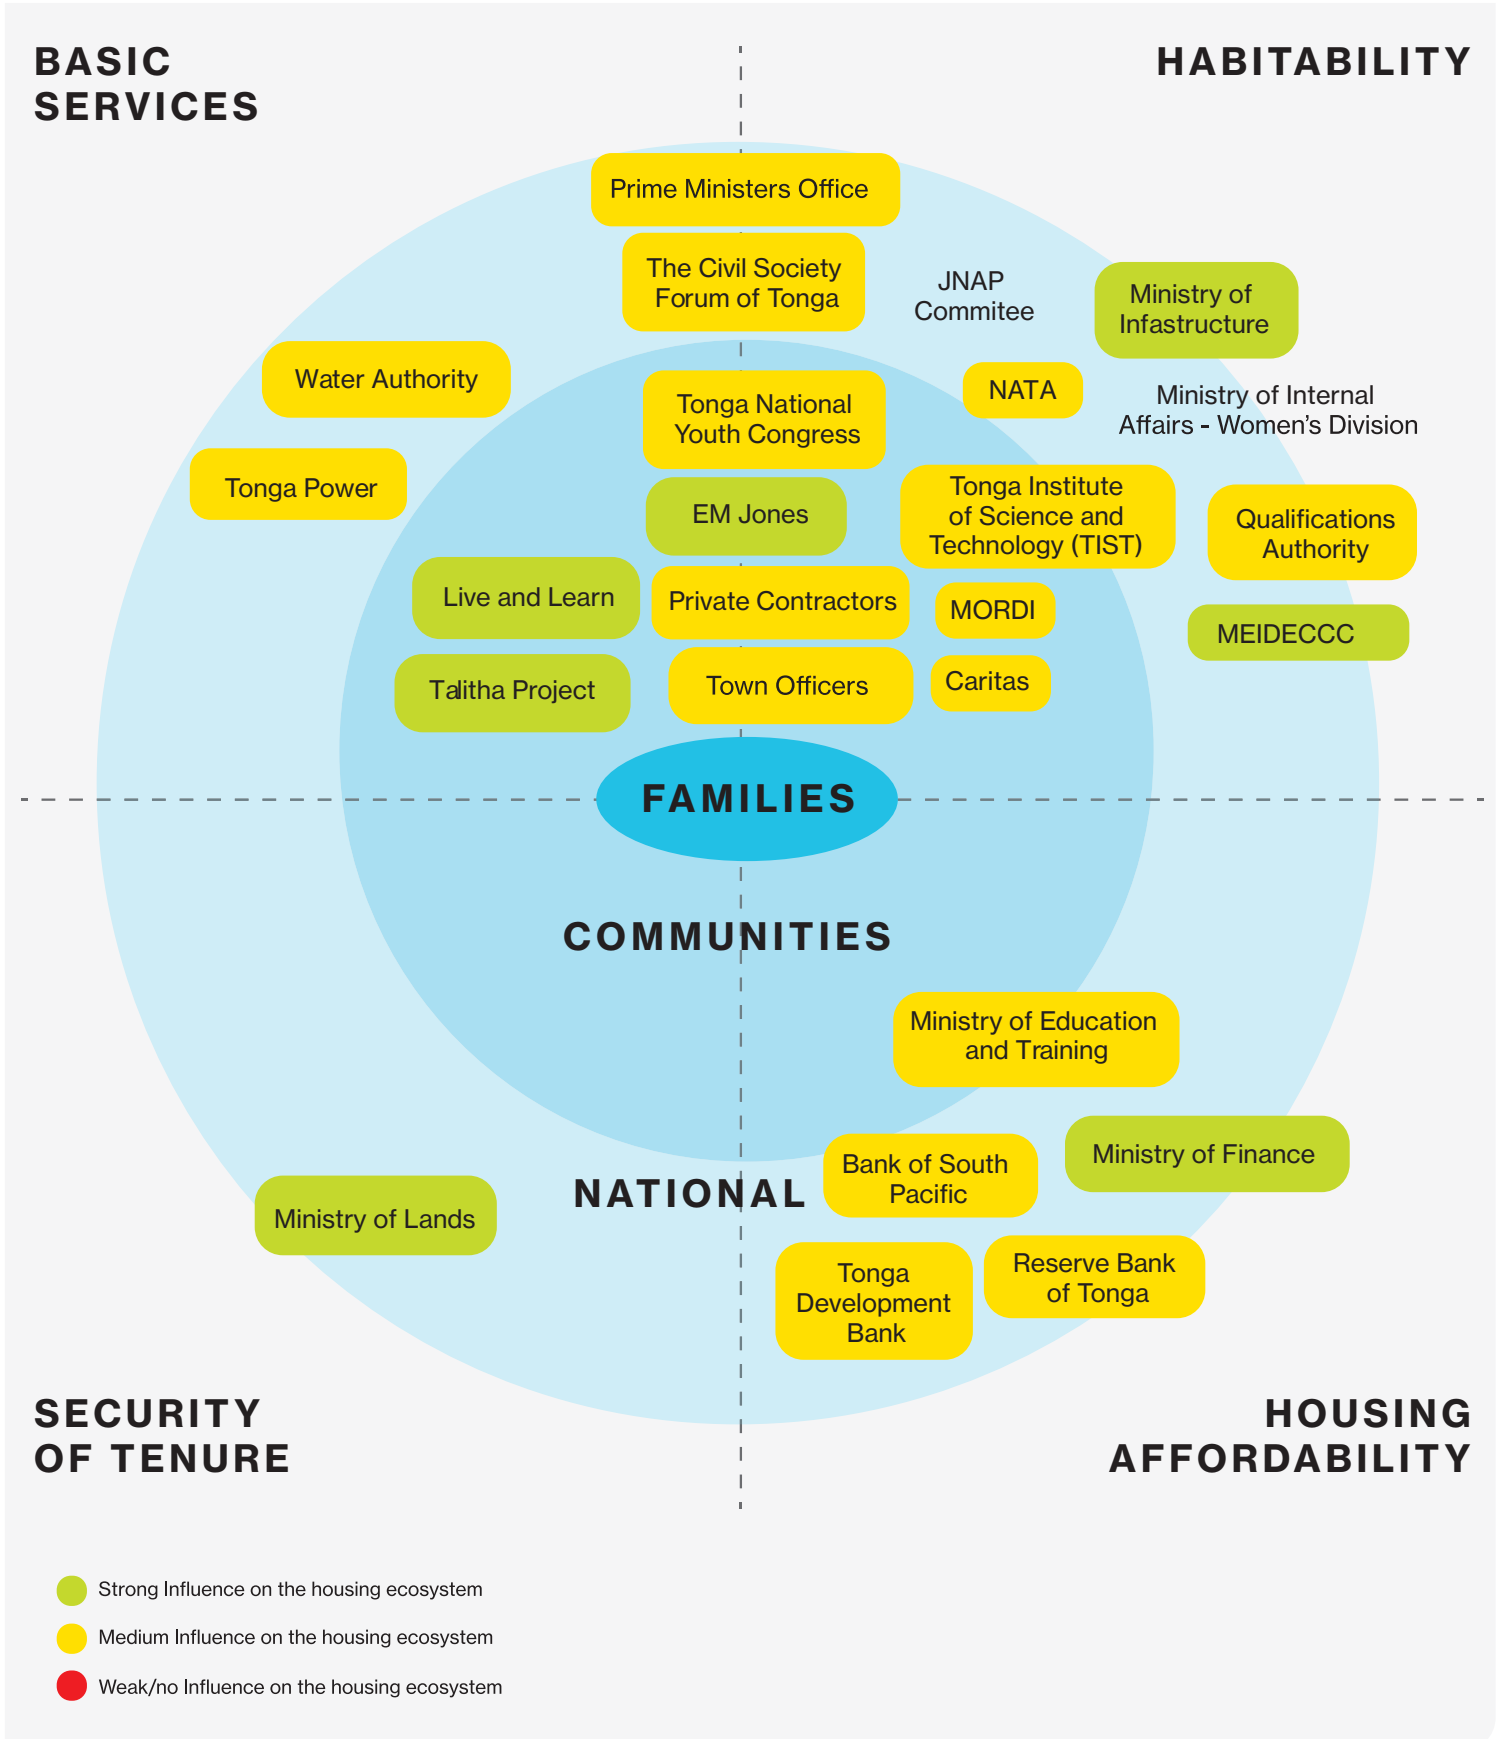 BASIC
SERVICES
HABITABILITY
Prime Ministers Office
The Civil Society
Forum of Tonga
JNAP
Commitee
Ministry of
Infastructure
Water Authority
Tonga National
Youth Congress
NATA
Ministry of Internal
Affairs - Women’s Division
Tonga Power
EM Jones
Tonga Institute
of Science and
Technology (TIST)
Qualifications
Authority
Live and Learn
Private Contractors
MORDI
MEIDECCC
Talitha Project
Town Officers
Caritas
FAMILIES
COMMUNITIES
Ministry of Education
and Training
Ministry of Finance
Bank of South
Pacific
NATIONAL
Ministry of Lands
Tonga
Development
Bank
Reserve Bank
of Tonga
SECURITY
OF TENURE
HOUSING
AFFORDABILITY
Strong Influence on the housing ecosystem
Medium Influence on the housing ecosystem
Weak/no Influence on the housing ecosystem